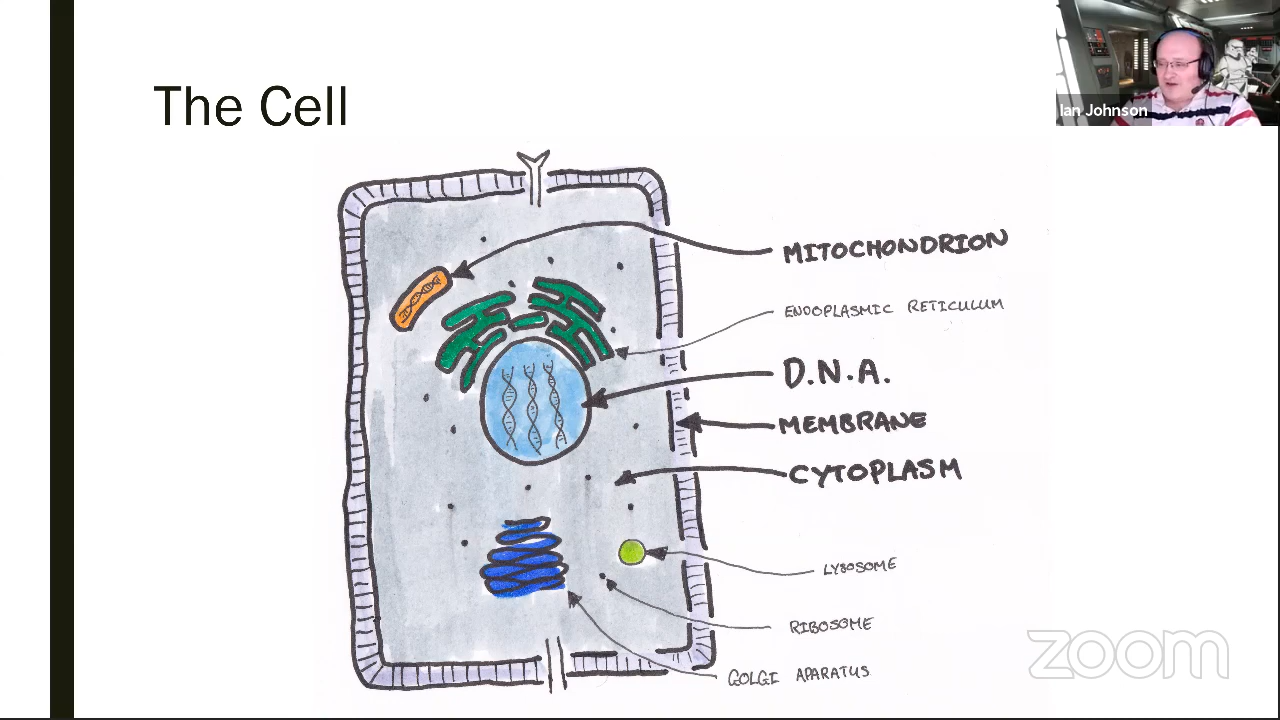 The Cell
Ian Johnson
MITOCHONDRION
ENDOPLASMIC RETICULUM
D.N.A.
MEMBRANE
CYTOPLASM
LYSOSOME
RIBOSOME
GOLGI APARATUS
zoom